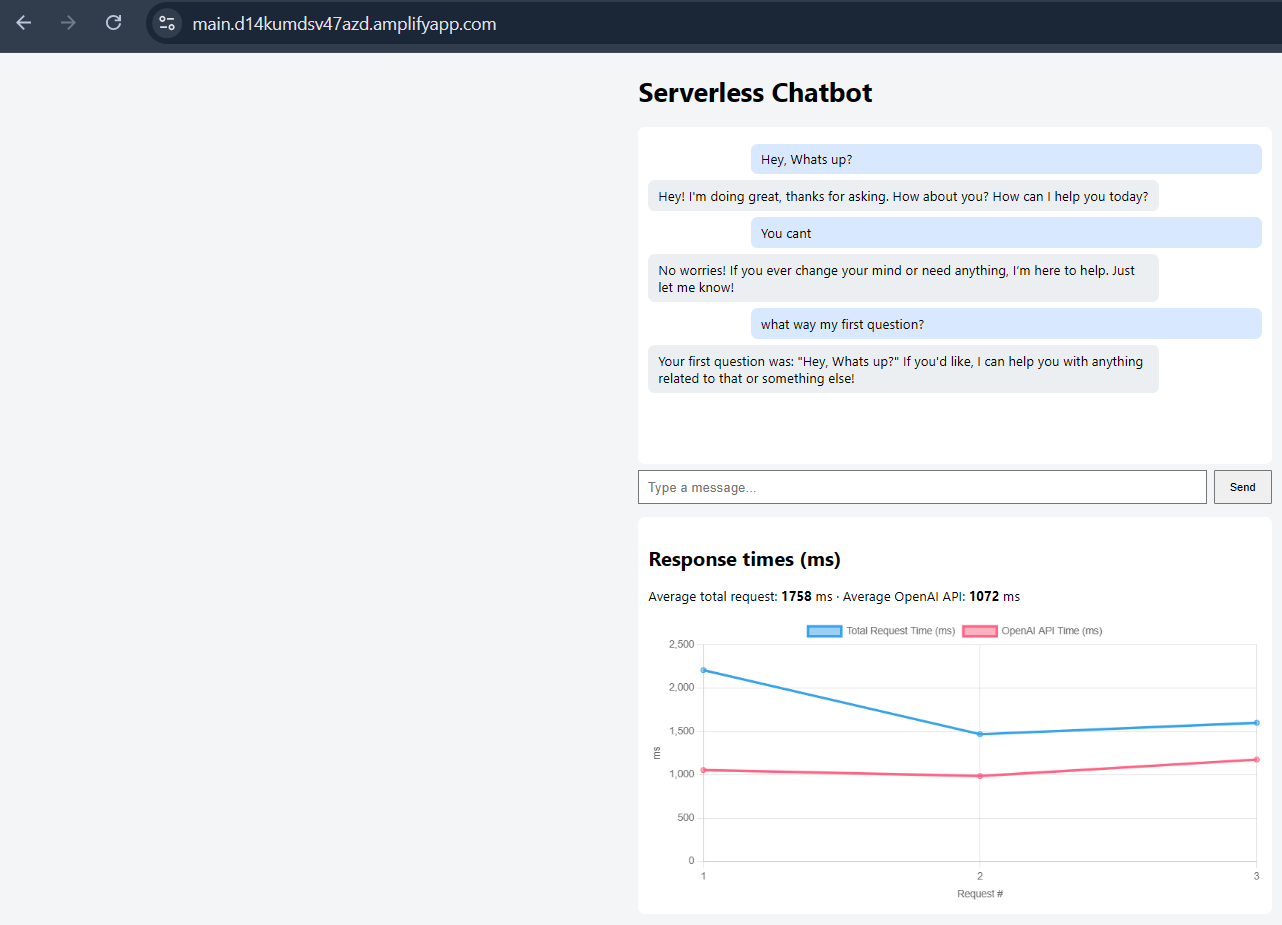 main.d14kumdsv47azd.amplifyapp.com
Serverless Chatbot
Hey, Whats up?
Hey! I'm doing great, thanks for asking. How about you? How can I help you today?
You cant
No worries! If you ever change your mind or need anything, I'm here to help. Just
let me know!
what way my first question?
Your first question was: "Hey, Whats up?" If you'd like, I can help you with anything
related to that or something else!
Type a message...
Send
Response times (ms)
Average total request: 1758 ms · Average OpenAI API: 1072 ms
Total Request Time (ms) OpenAI API Time (ms)
2,500
2,000
1,500
ms
1,000
500
0
1 2 3
Request #